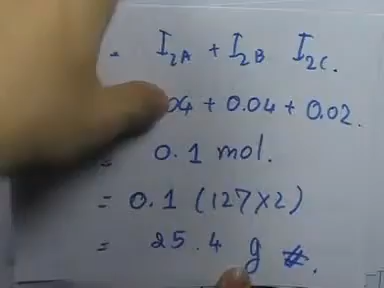 = I₂A + I₂B I₂C.
04 + 0.04 + 0.02.
= 0.1 mol.
= 0.1 (127×2)
= 25.4 g #.